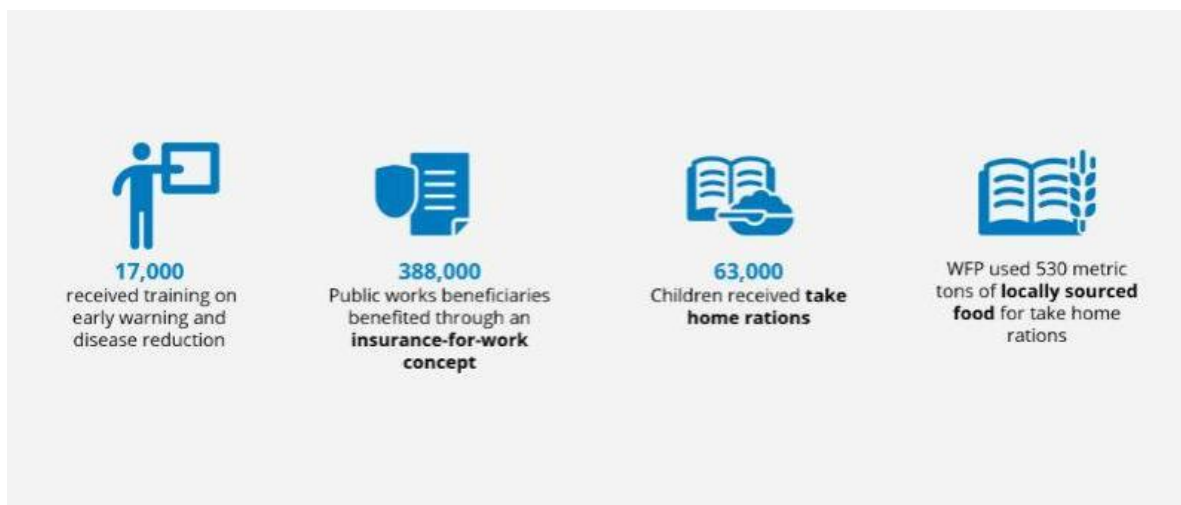 17,000
received training on
early warning and
disease reduction
388,000
Public works beneficiaries
benefited through an
insurance-for-work
concept
63,000
Children received take
home rations
WFP used 530 metric
tons of locally sourced
food for take home
rations